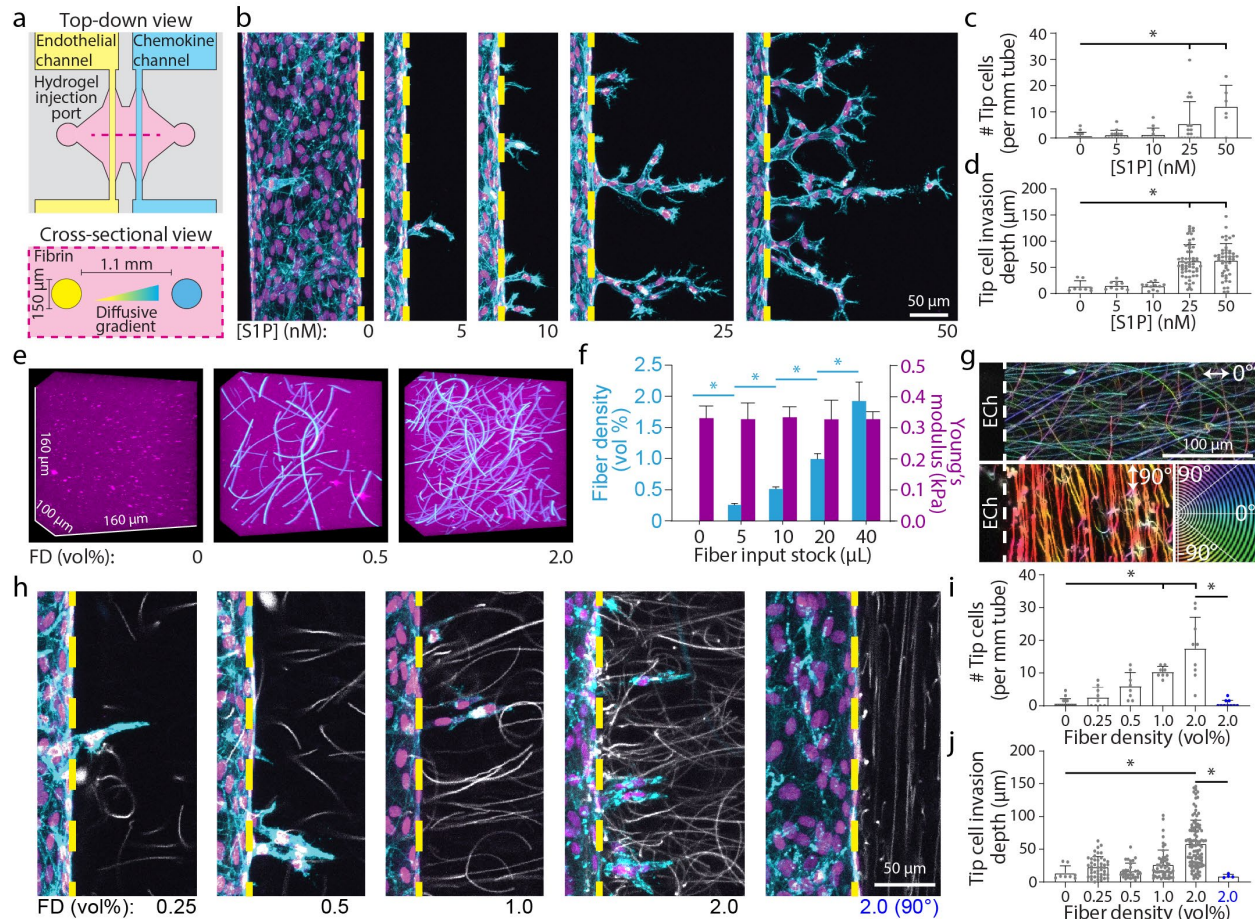 a
Top-down view
Endothelial
channel
Chemokine
channel
Hydrogel
injection
port
Cross-sectional view
Fibrin
1.1 mm
150 µm
Diffusive
gradient
b
50 µm
[S1P] (nM):
0
5
10
25
50
c
# Tip cells
(per mm tube)
40
30
20
10
0
*
0
5
10
25
50
[S1P] (nM)
d
Tip cell invasion
depth (µm)
200
150
100
50
0
*
0
5
10
25
50
[S1P] (nM)
e
160 µm
100 µm
160 µm
FD (vol%):
0
0.5
2.0
f
Fiber density
(vol %)
2.5
2.0
1.5
1.0
0.5
0
*
*
*
*
0.5
0.4
0.3
0.2
0.1
0.0
Young's
modulus (kPa)
0
5
10
20
40
Fiber input stock (µL)
g
ECh
0°
100 µm
ECh
90°
90°
0°
90°
h
50 µm
FD (vol%):
0.25
0.5
1.0
2.0
2.0 (90°)
i
# Tip cells
(per mm tube)
40
30
20
10
0
*
*
0
0.25
0.5
1.0
2.0
2.0
Fiber density (vol%)
j
Tip cell invasion
depth (µm)
200
150
100
50
0
*
*
0
0.25
0.5
1.0
2.0
2.0
Fiber density (vol%)